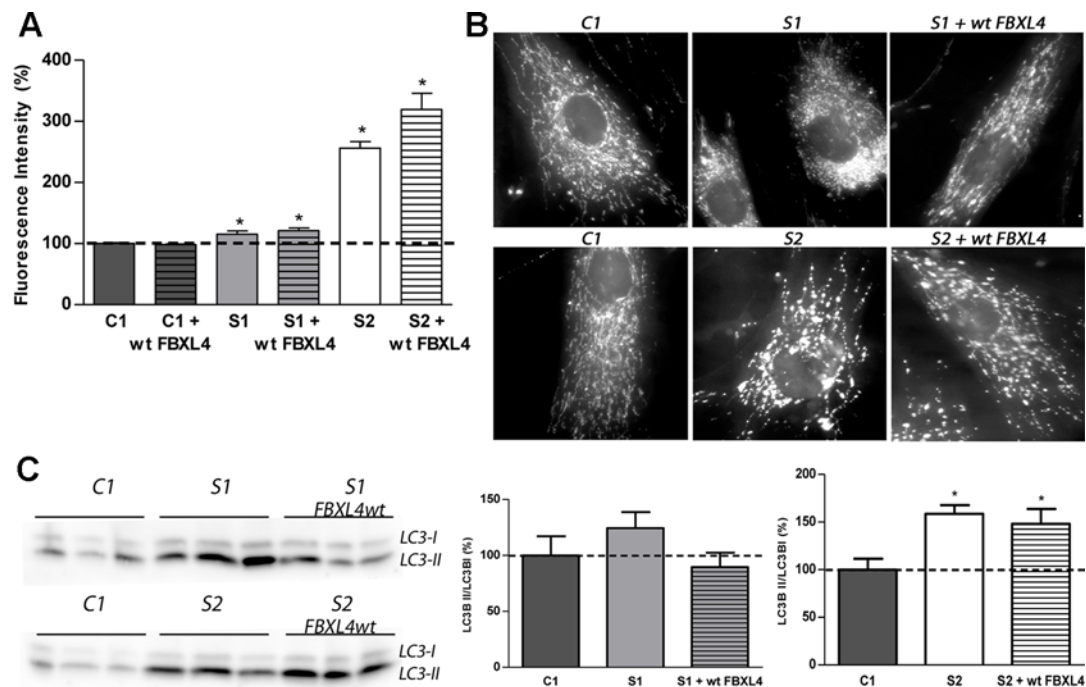 A
Fluorescence Intensity (%)
400
300
200
100
0
C1
C1 +
wt FBXL4
S1
S1 +
wt FBXL4
S2
S2 +
wt FBXL4
*
*
*
*
B
C1
S1
S1 + wt FBXL4
C1
S2
S2 + wt FBXL4
C
C1
S1
S1
FBXL4wt
LC3-I
LC3-II
C1
S2
S2
FBXL4wt
LC3-I
LC3-II
LC3B II/LC3BI (%)
150
100
50
0
C1
S1
S1 + wt FBXL4
LC3B II/LC3BI (%)
200
150
100
50
0
*
*
C1
S2
S2 + wt FBXL4